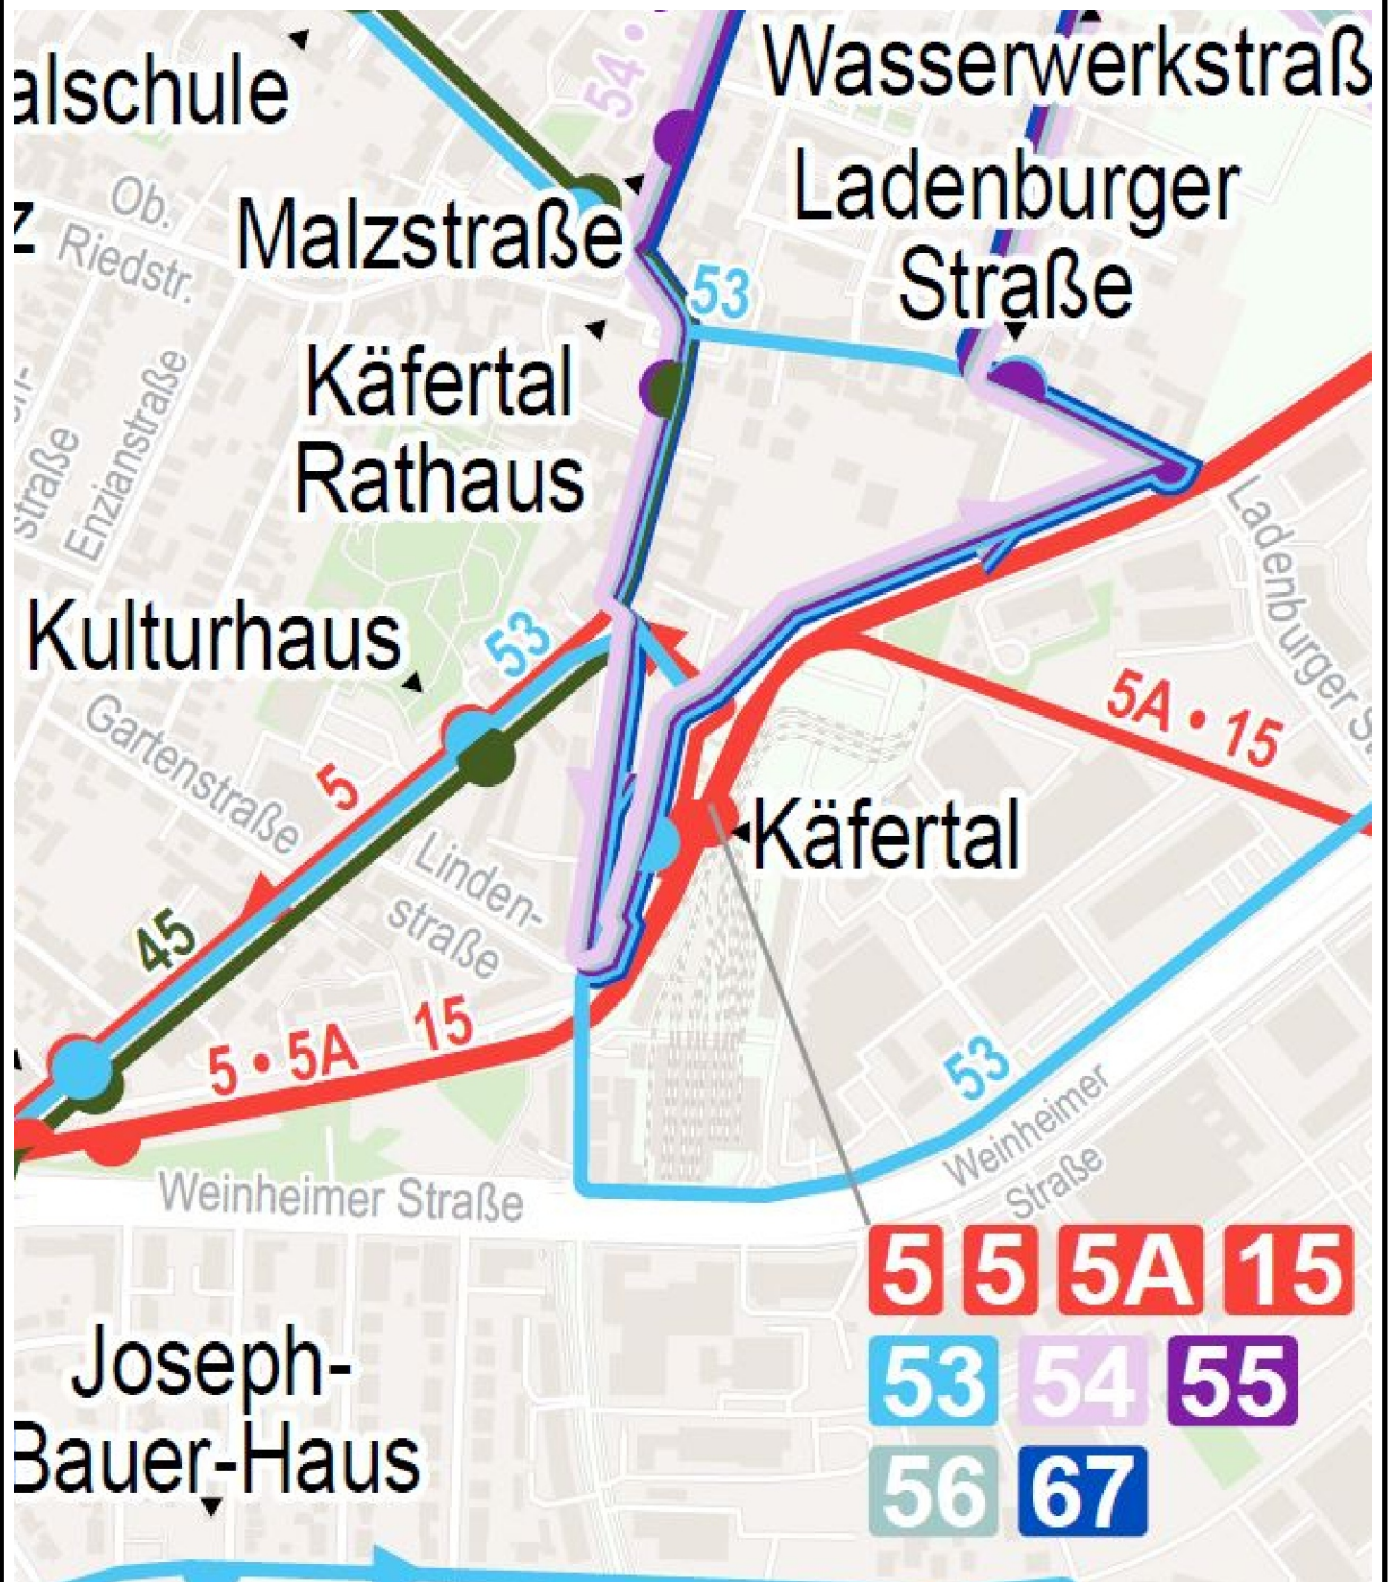 54 •
Wasserwerkstraß
alschule
Ladenburger
Straße
Ob.
Riedstr.
z
Malzstraße
53
Käfertal
Rathaus
Enzianstraße
straße
Ladenburger S
Kulturhaus
53
5A • 15
Gartenstraße
5
Käfertal
Linden-
straße
45
15
5 • 5A
53
Weinheimer
Straße
Weinheimer Straße
5 5 5A 15
53 54 55
56 67
Joseph-
Bauer-Haus